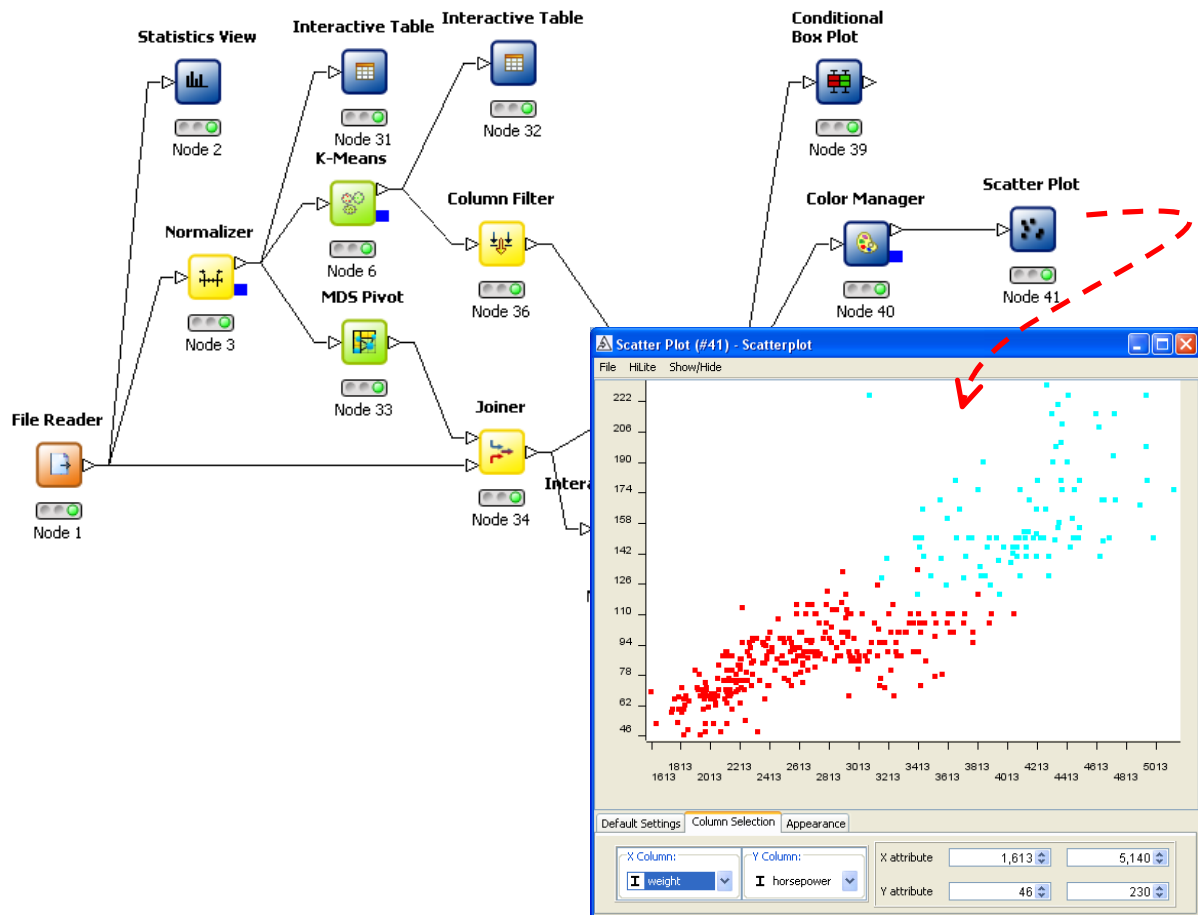 Statistics View
Node 2
Interactive Table
Node 31
Interactive Table
Node 32
Conditional
Box Plot
Node 39
K-Means
Node 6
Column Filter
Node 36
Color Manager
Node 40
Scatter Plot
Node 41
Normalizer
Node 3
MDS Pivot
Node 33
File Reader
Node 1
Joiner
Node 34
Scatter Plot (#41) - Scatterplot
File HiLite Show/Hide
222
206
190
174
158
142
126
110
94
78
62
46
1813 2213 2613 3013 3413 3813 4213 4613 5013
1613 2013 2413 2813 3213 3613 4013 4413 4813
Default Settings Column Selection Appearance
X Column: Y Column:
weight horsepower
X attribute 1,613 5,140
Y attribute 46 230